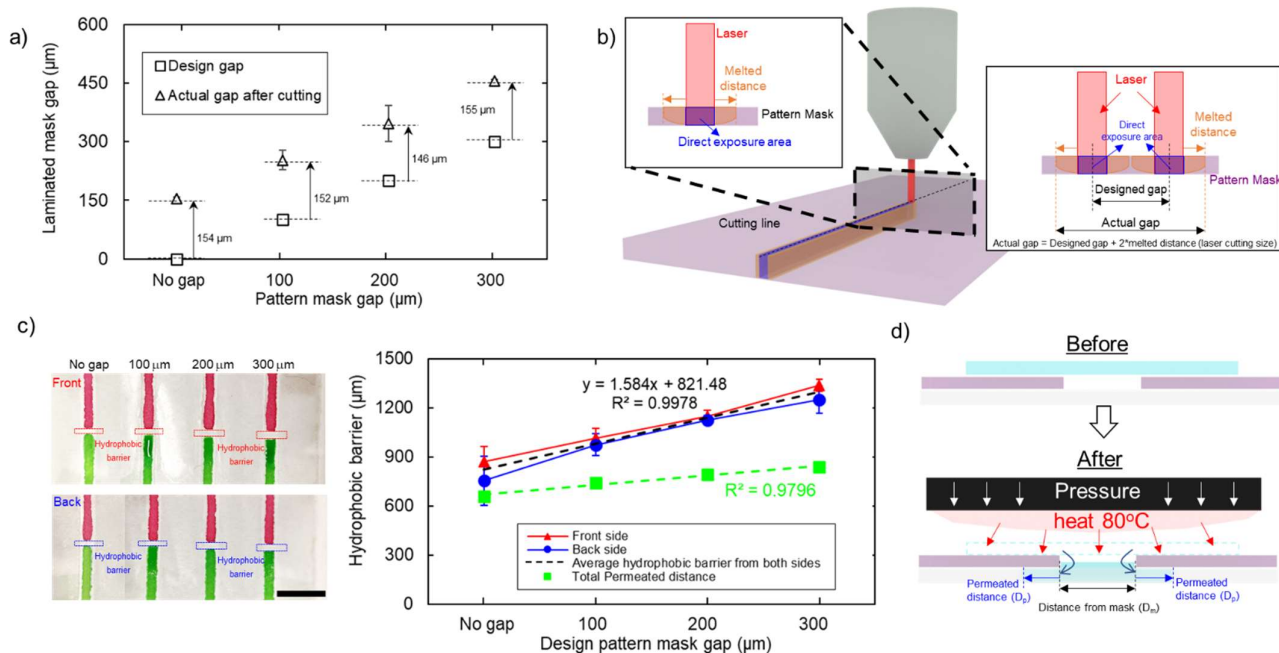 a)
600
450
300
150
0
Laminated mask gap (µm)
Design gap
Actual gap after cutting
154 µm
152 µm
146 µm
155 µm
No gap
100
200
300
Pattern mask gap (µm)
b)
Laser
Melted
distance
Pattern Mask
Direct exposure area
Cutting line
Laser
Direct
exposure area
Melted
distance
Pattern Mask
Designed gap
Actual gap
Actual gap = Designed gap + 2*melted distance (laser cutting size)
c)
No gap
100 µm
200 µm
300 µm
Front
Hydrophobic
barrier
Hydrophobic
barrier
Back
Hydrophobic
barrier
Hydrophobic
barrier
1500
1200
900
600
300
0
Hydrophobic barrier (µm)
y = 1.584x + 821.48
R² = 0.9978
R² = 0.9796
Front side
Back side
Average hydrophobic barrier from both sides
Total Permeated distance
No gap
100
200
300
Design pattern mask gap (µm)
d)
Before
After
Pressure
heat 80°C
Permeated
distance (Dp)
Permeated
distance (Dp)
Distance from mask (Dm)